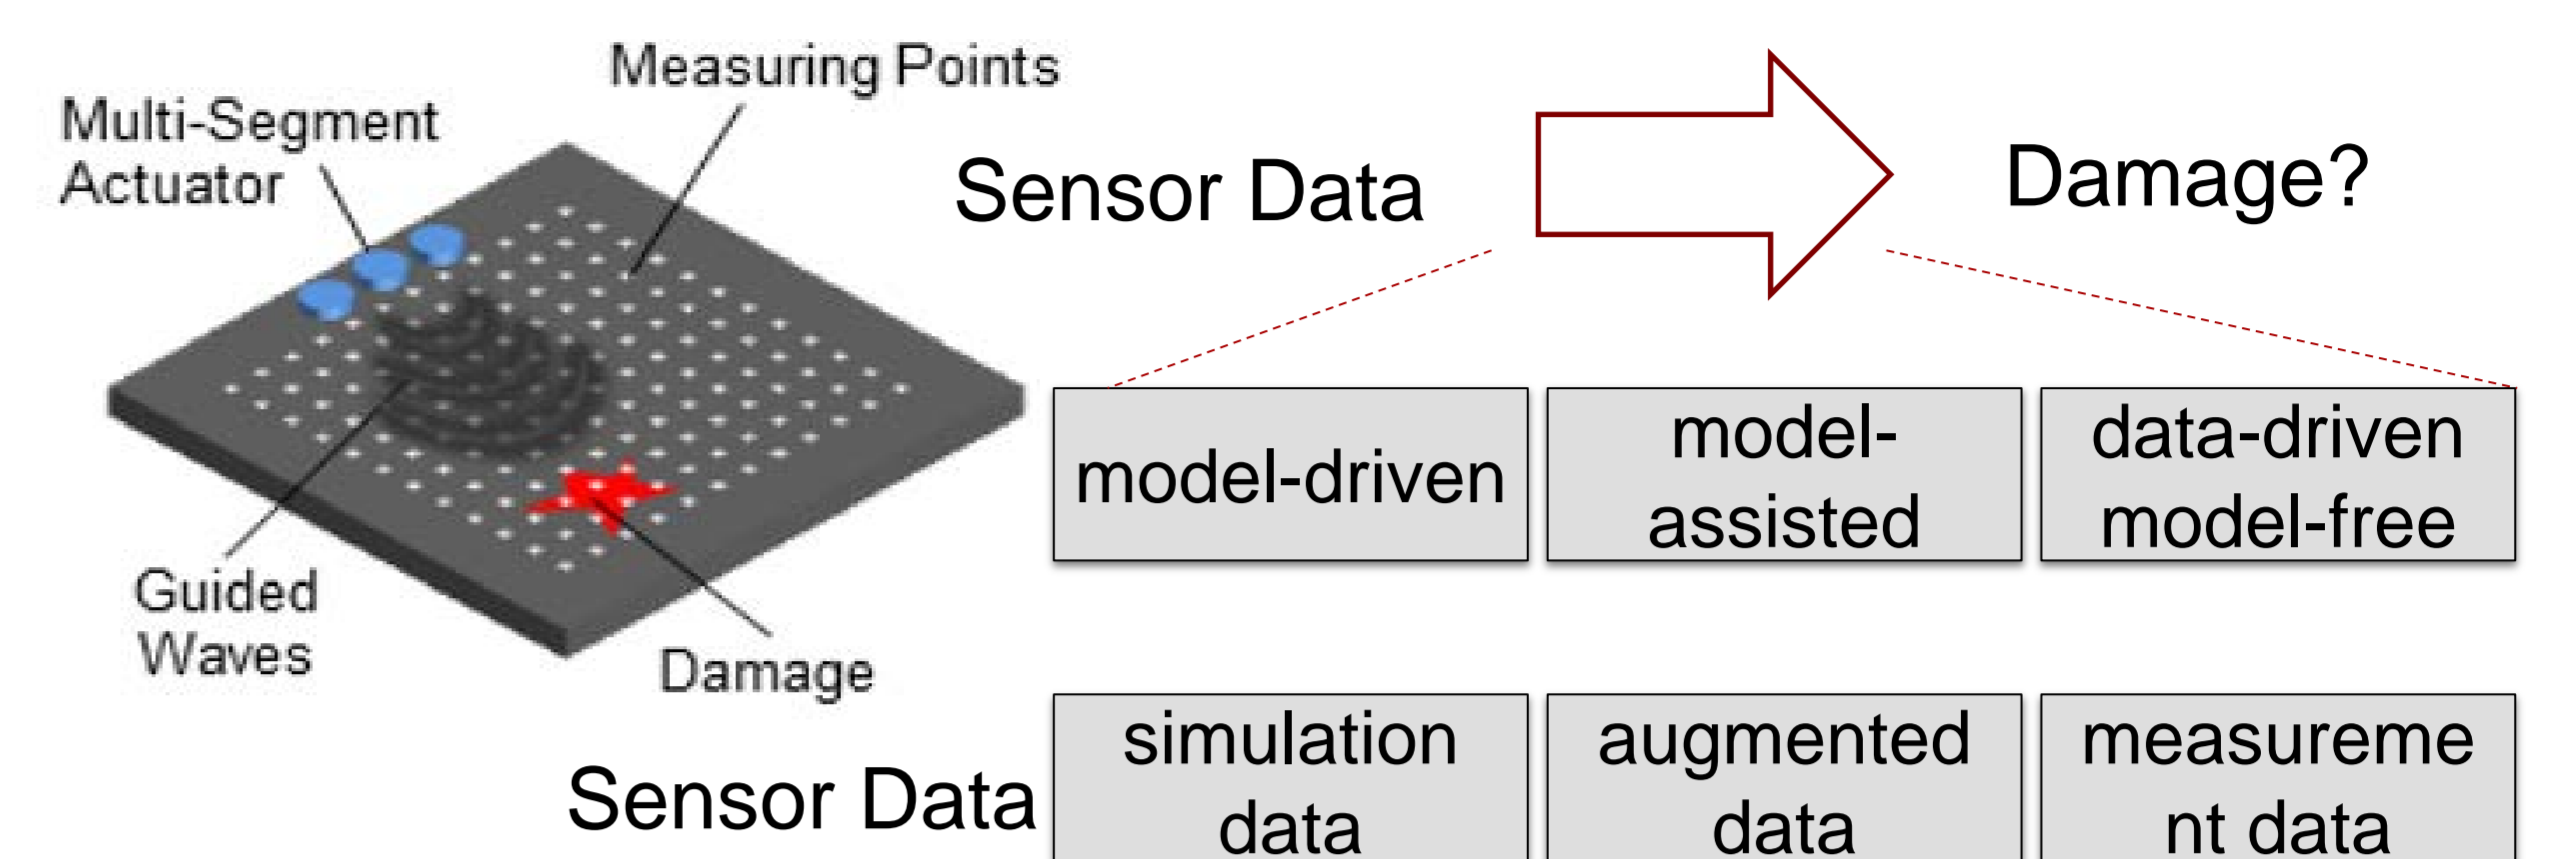 Measuring Points
Multi-Segment
Actuator
Sensor Data
Damage?
model-driven
model-
assisted
data-driven
model-free
Guided
Waves
Damage
Sensor Data
simulation
data
augmented
data
measureme
nt data